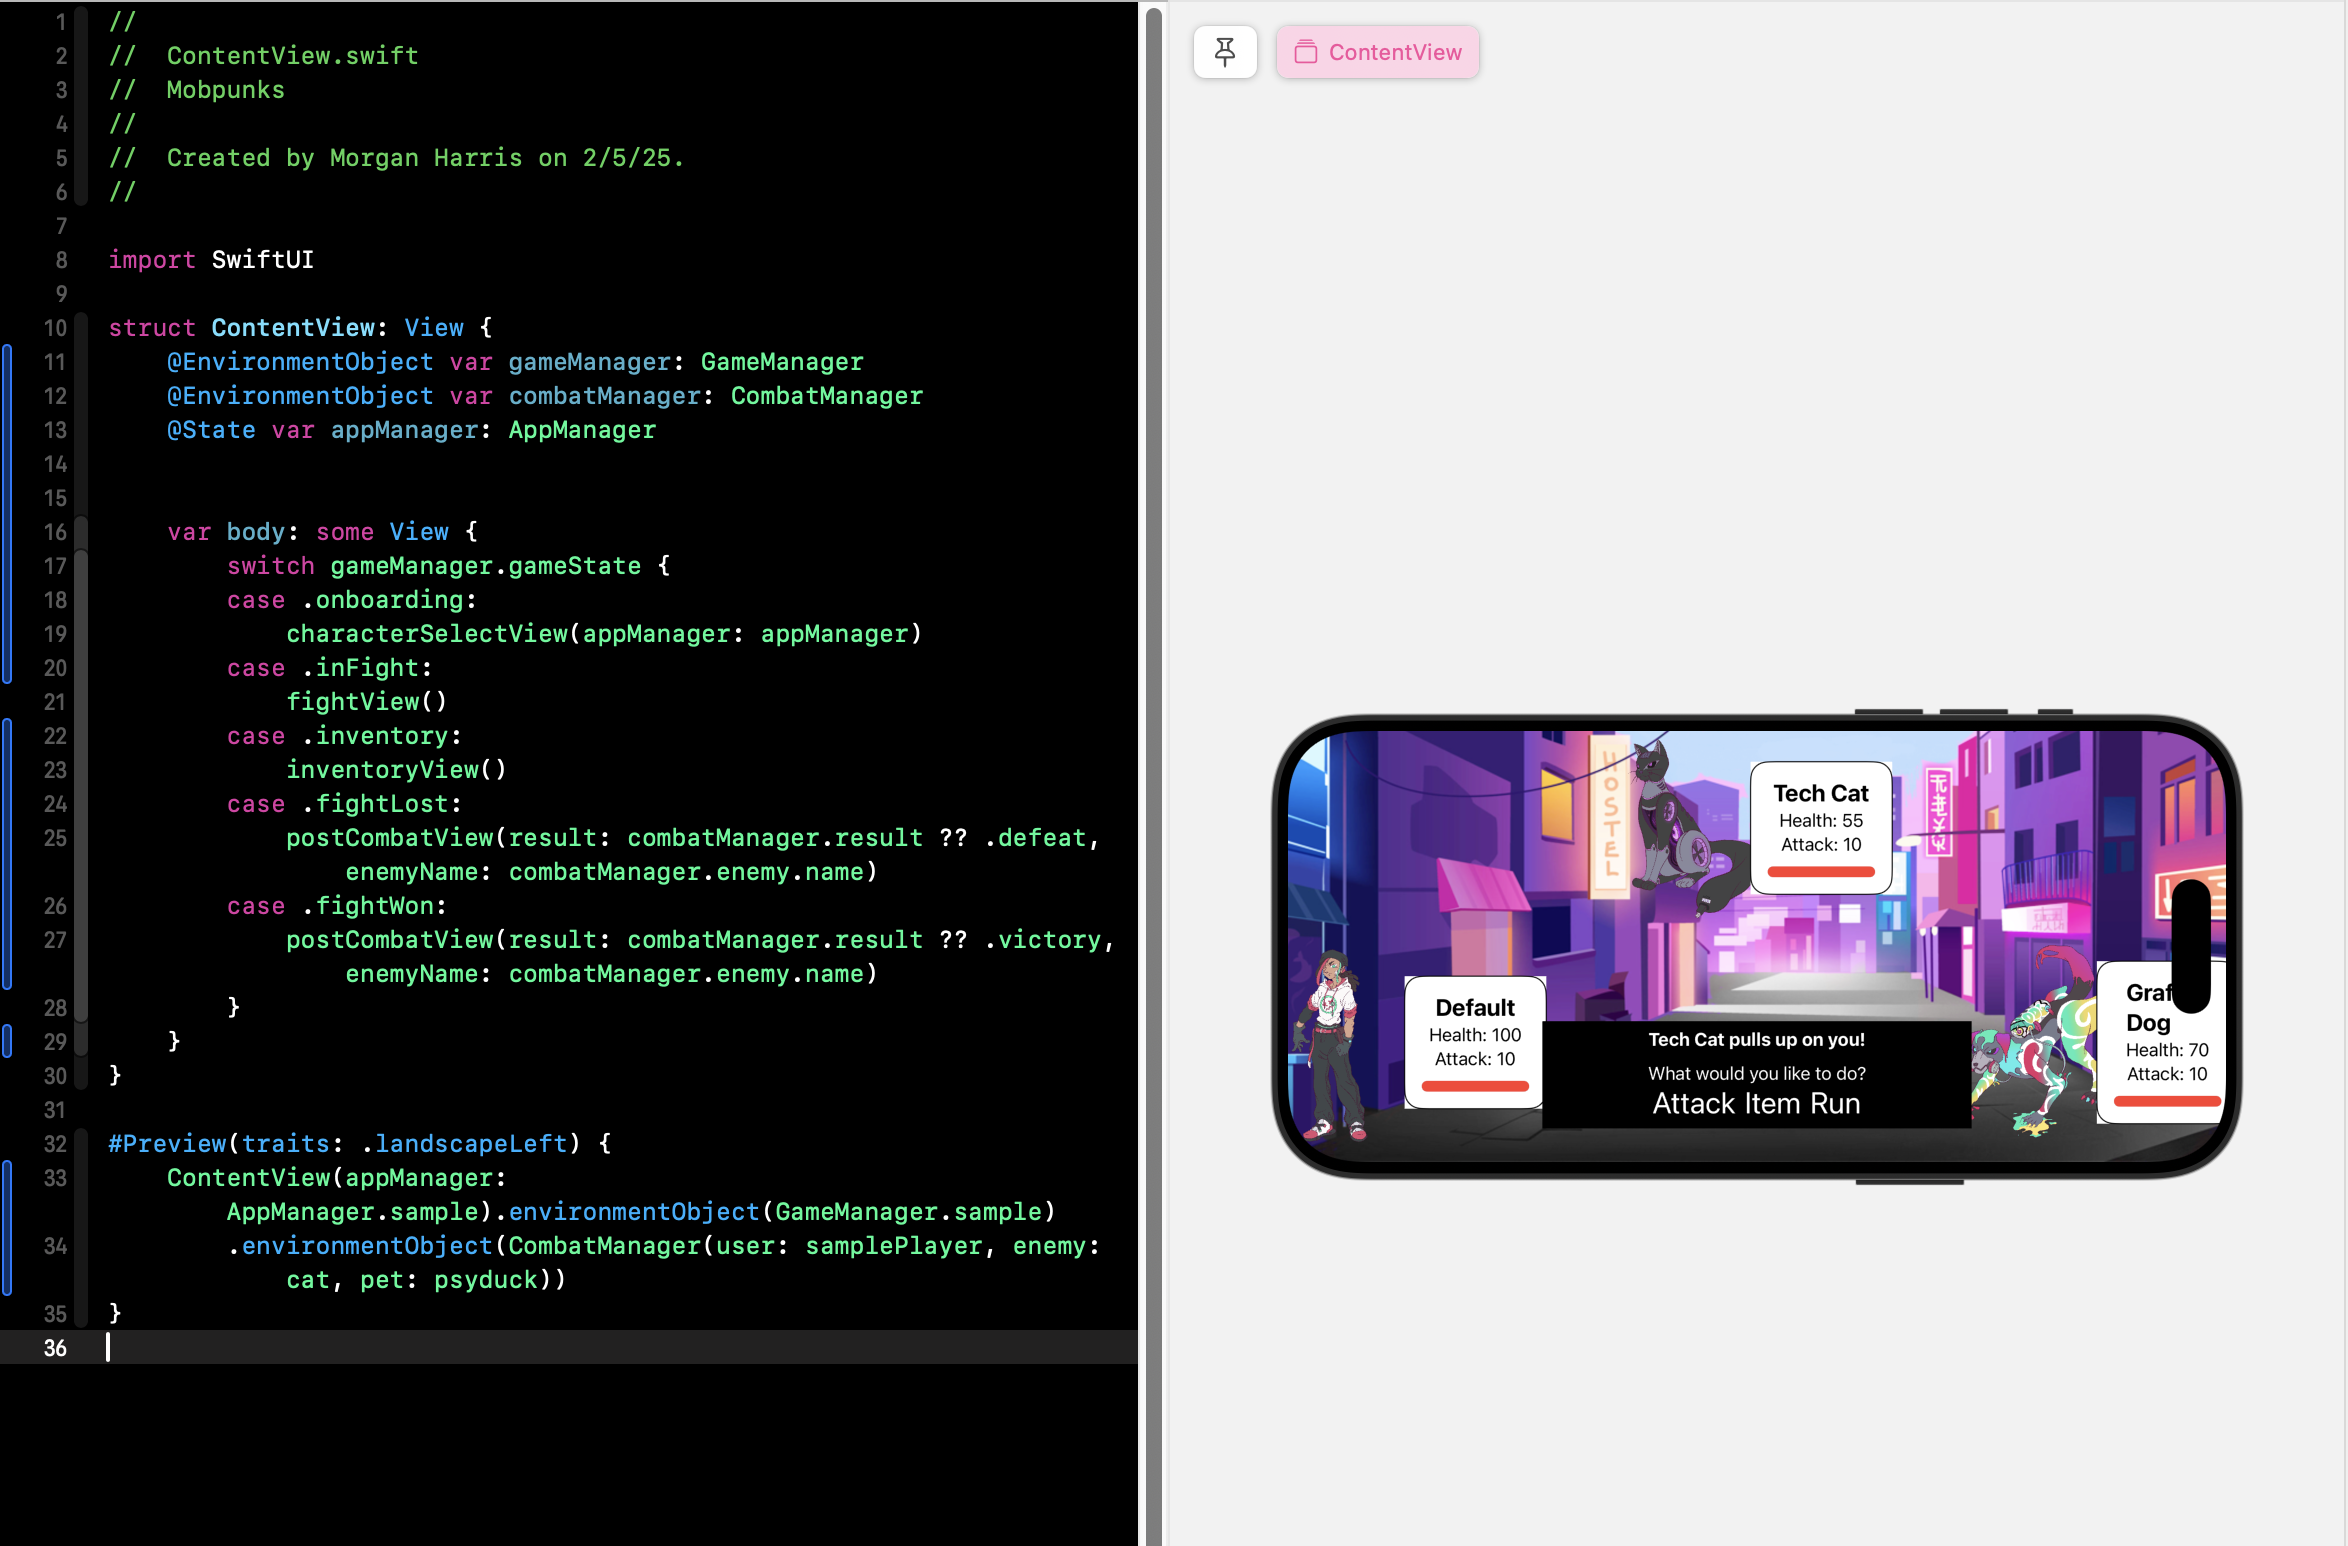 1 //
2 //  ContentView.swift
3 //  Mobpunks
4 //
5 //  Created by Morgan Harris on 2/5/25.
6 //
7
8 import SwiftUI
9
10 struct ContentView: View {
11     @EnvironmentObject var gameManager: GameManager
12     @EnvironmentObject var combatManager: CombatManager
13     @State var appManager: AppManager
14
15
16     var body: some View {
17         switch gameManager.gameState {
18         case .onboarding:
19             characterSelectView(appManager: appManager)
20         case .inFight:
21             fightView()
22         case .inventory:
23             inventoryView()
24         case .fightLost:
25             postCombatView(result: combatManager.result ?? .defeat,
                enemyName: combatManager.enemy.name)
26         case .fightWon:
27             postCombatView(result: combatManager.result ?? .victory,
                enemyName: combatManager.enemy.name)
28         }
29     }
30 }
31
32 #Preview(traits: .landscapeLeft) {
33     ContentView(appManager:
        AppManager.sample).environmentObject(GameManager.sample)
34         .environmentObject(CombatManager(user: samplePlayer, enemy:
            cat, pet: psyduck))
35 }
36
ContentView
HOSTEL
Tech Cat
Health: 55
Attack: 10
Default
Health: 100
Attack: 10
Tech Cat pulls up on you!
What would you like to do?
Attack Item Run
Graf
Dog
Health: 70
Attack: 10